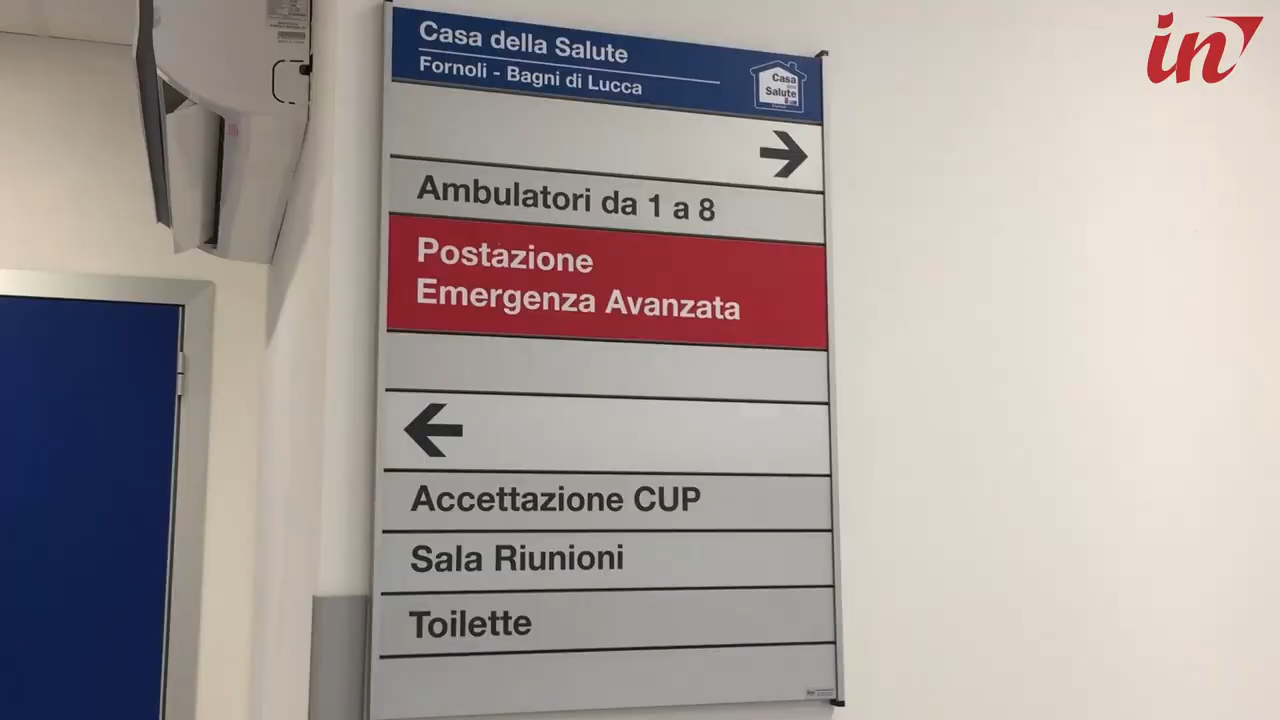 Casa della Salute
Fornoli - Bagni di Lucca
Casa
Salute
in
Ambulatori da 1 a 8
Postazione
Emergenza Avanzata
Accettazione CUP
Sala Riunioni
Toilette